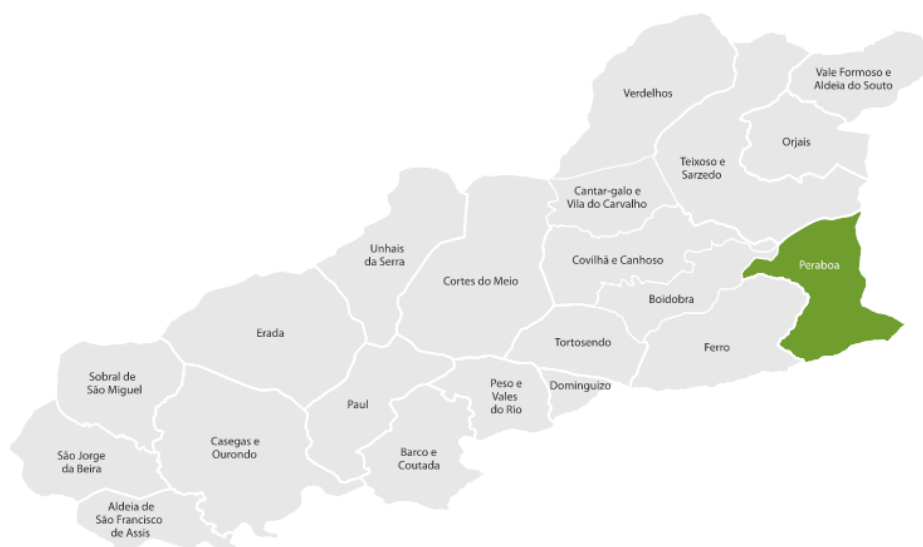 Vale Formoso e
Aldeia do Souto
Verdelhos
Orjais
Teixoso e
Sarzedo
Cantar-galo e
Vila do Carvalho
Unhais
da Serra
Covilhã e Canhoso
Peraboa
Cortes do Meio
Boidobra
Erada
Tortosendo
Ferro
Sobral de
São Miguel
Peso e
Vales
do Rio
Dominguizo
Paul
Casegas e
Ourondo
Barco e
Coutada
São Jorge
da Beira
Aldeia de
São Francisco
de Assis